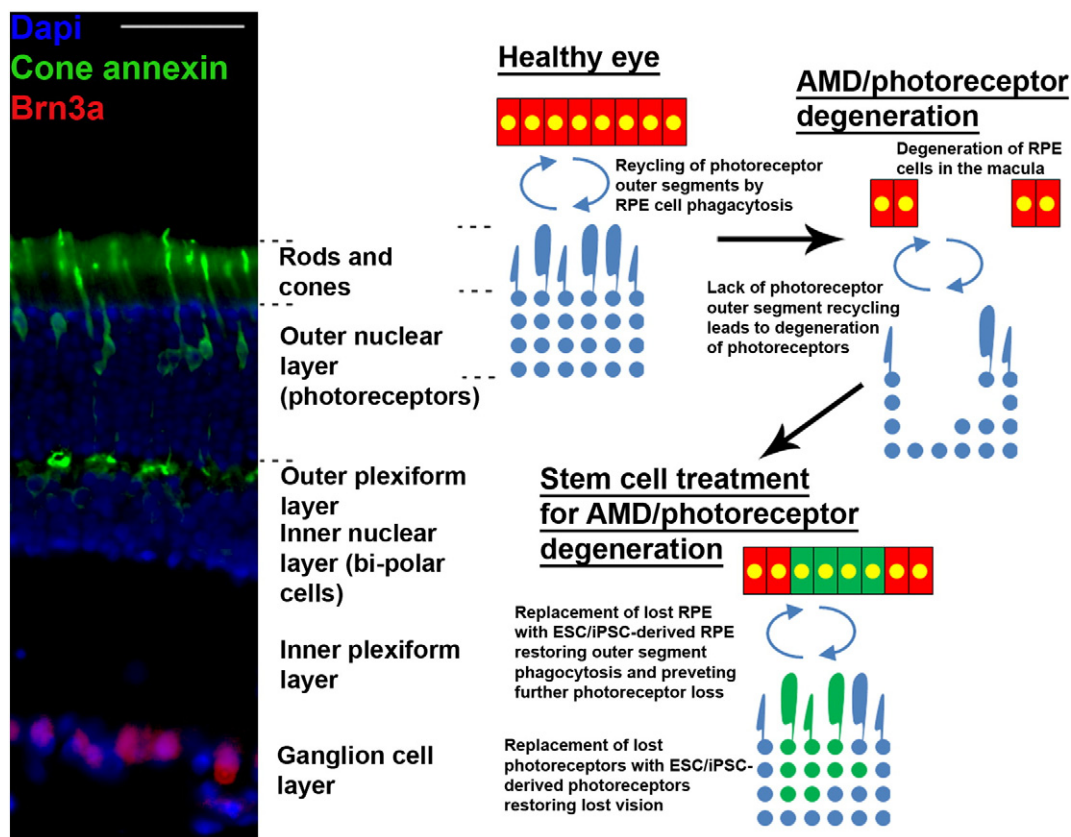 Dapi
Cone annexin
Brn3a
Rods and
cones
Outer nuclear
layer
(photoreceptors)
Outer plexiform
layer
Inner nuclear
layer (bi-polar
cells)
Inner plexiform
layer
Ganglion cell
layer
Healthy eye
Reycling of photoreceptor
outer segments by
RPE cell phagacytosis
AMD/photoreceptor
degeneration
Degeneration of RPE
cells in the macula
Lack of photoreceptor
outer segment recycling
leads to degeneration
of photoreceptors
Stem cell treatment
for AMD/photoreceptor
degeneration
Replacement of lost RPE
with ESC/iPSC-derived RPE
restoring outer segment
phagocytosis and preveting
further photoreceptor loss
Replacement of lost
photoreceptors with ESC/iPSC-
derived photoreceptors
restoring lost vision